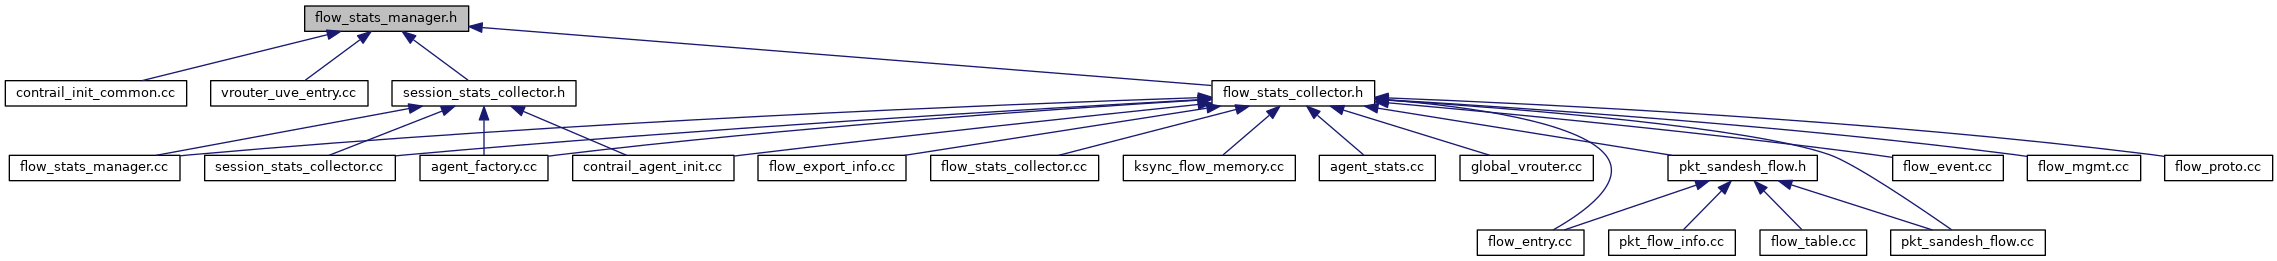 flow_stats_manager.h
contrail_init_common.cc
vrouter_uve_entry.cc
session_stats_collector.h
flow_stats_collector.h
flow_stats_manager.cc
session_stats_collector.cc
agent_factory.cc
contrail_agent_init.cc
flow_export_info.cc
flow_stats_collector.cc
ksync_flow_memory.cc
agent_stats.cc
global_vrouter.cc
pkt_sandesh_flow.h
flow_event.cc
flow_mgmt.cc
flow_proto.cc
flow_entry.cc
pkt_flow_info.cc
flow_table.cc
pkt_sandesh_flow.cc